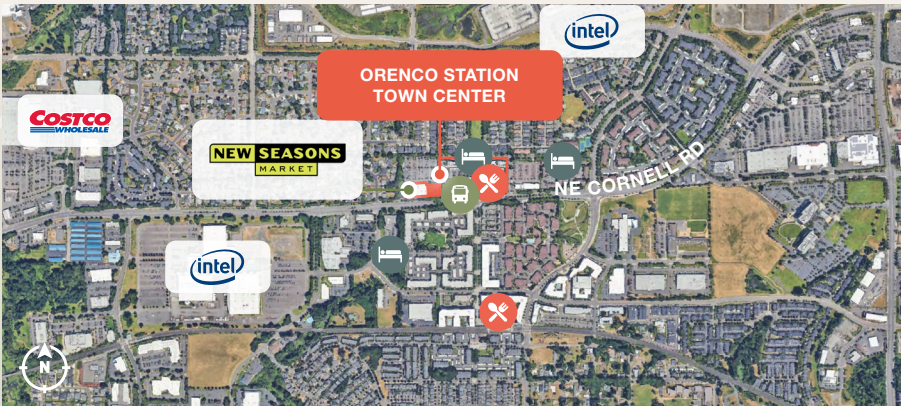 intel
ORENCO STATION
TOWN CENTER
COSTCO
WHOLESALE
NEW SEASONS
MARKET
NE CORNELL RD
intel
N